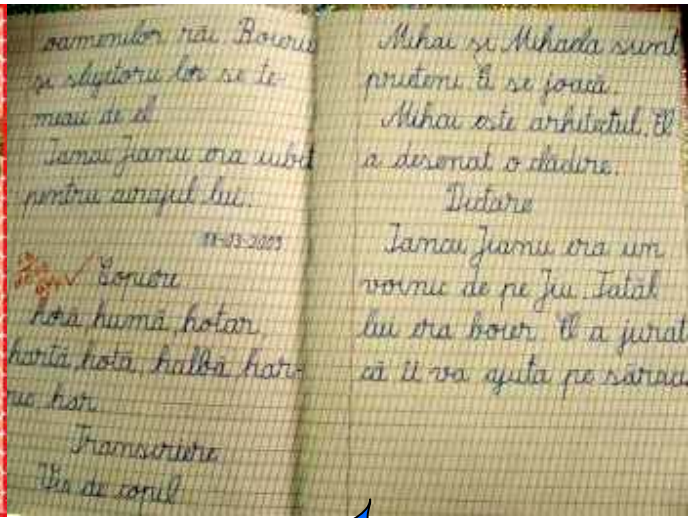 oamenilor răi. Boierii
și slujitorii lor se te-
meau de el.
Iancu Jianu era iubit
pentru curajul lui.
Copiere
horă humă, hotar
hartă, hotă, halbă har-
nic har
Transcriere
Vis de copil
Mihai și Mihaela sunt
prieteni. Ei se joacă.
Mihai este arhitectul. El
a desenat o clădire.
Dictare
Iancu Jianu era un
voinic de pe Jiu. Tatăl
lui era boier. El a jurat
că îi va ajuta pe săraci